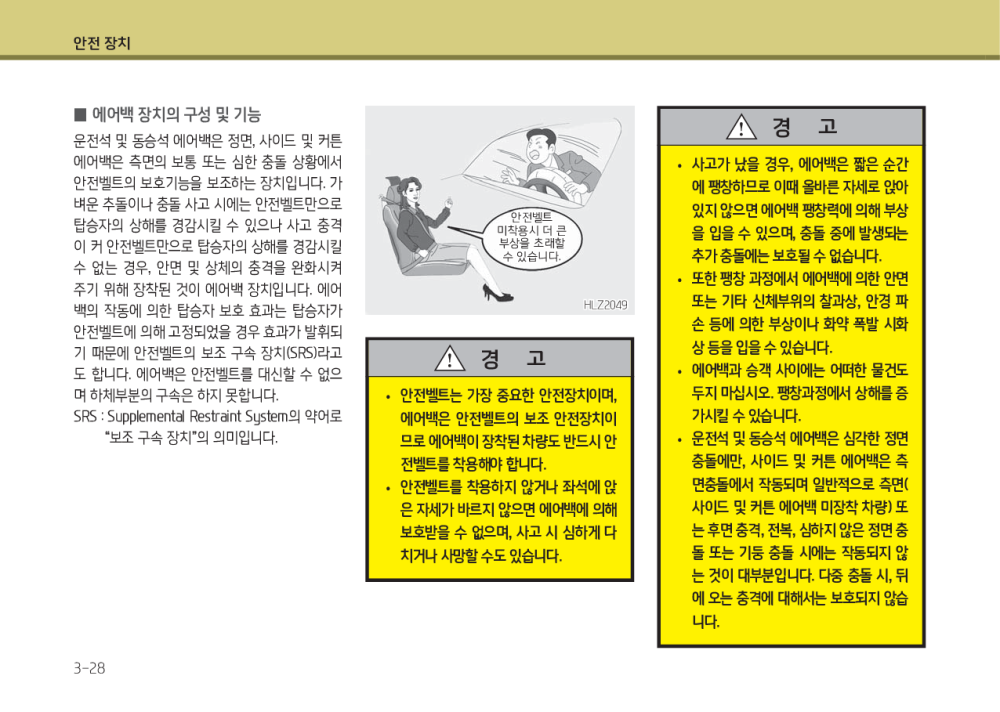 안전 장치
■ 에어백 장치의 구성 및 기능
운전석 및 동승석 에어백은 정면, 사이드 및 커튼
에어백은 측면의 보통 또는 심한 충돌 상황에서
안전벨트의 보호기능을 보조하는 장치입니다. 가
벼운 추돌이나 충돌 사고 시에는 안전벨트만으로
탑승자의 상해를 경감시킬 수 있으나 사고 충격
이 커 안전벨트만으로 탑승자의 상해를 경감시킬
수 없는 경우, 안면 및 상체의 충격을 완화시켜
주기 위해 장착된 것이 에어백 장치입니다. 에어
백의 작동에 의한 탑승자 보호 효과는 탑승자가
안전벨트에 의해 고정되었을 경우 효과가 발휘되
기 때문에 안전벨트의 보조 구속 장치(SRS)라고
도 합니다. 에어백은 안전벨트를 대신할 수 없으
며 하체부분의 구속은 하지 못합니다.
SRS : Supplemental Restraint System의 약어로
“보조 구속 장치”의 의미입니다.
안전벨트
미착용시 더 큰
부상을 초래할
수 있습니다.
HLZ2049
경 고
• 안전벨트는 가장 중요한 안전장치이며,
에어백은 안전벨트의 보조 안전장치이
므로 에어백이 장착된 차량도 반드시 안
전벨트를 착용해야 합니다.
• 안전벨트를 착용하지 않거나 좌석에 앉
은 자세가 바르지 않으면 에어백에 의해
보호받을 수 없으며, 사고 시 심하게 다
치거나 사망할 수도 있습니다.
경 고
• 사고가 났을 경우, 에어백은 짧은 순간
에 팽창하므로 이때 올바른 자세로 앉아
있지 않으면 에어백 팽창력에 의해 부상
을 입을 수 있으며, 충돌 중에 발생되는
추가 충돌에는 보호될 수 없습니다.
• 또한 팽창 과정에서 에어백에 의한 안면
또는 기타 신체부위의 찰과상, 안경 파
손 등에 의한 부상이나 화약 폭발 시화
상 등을 입을 수 있습니다.
• 에어백과 승객 사이에는 어떠한 물건도
두지 마십시오. 팽창과정에서 상해를 증
가시킬 수 있습니다.
• 운전석 및 동승석 에어백은 심각한 정면
충돌에만, 사이드 및 커튼 에어백은 측
면충돌에서 작동되며 일반적으로 측면(
사이드 및 커튼 에어백 미장착 차량) 또
는 후면 충격, 전복, 심하지 않은 정면 충
돌 또는 기둥 충돌 시에는 작동되지 않
는 것이 대부분입니다. 다중 충돌 시, 뒤
에 오는 충격에 대해서는 보호되지 않습
니다.
3-28